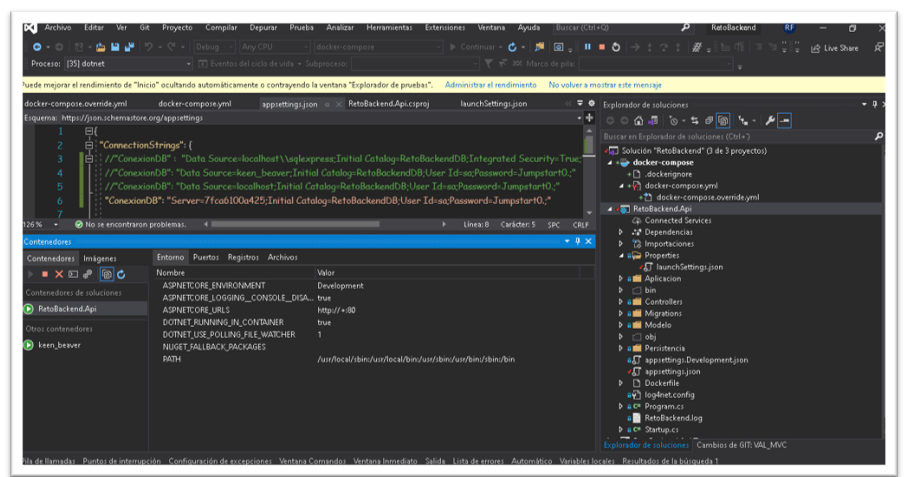 Archivo Editar Ver Git Proyecto Compilar Depurar Prueba Analizar Herramientas Extensiones Ventana Ayuda Buscar (Ctrl+Q) RetoBackend RF
Debug Any CPU docker-compose Continuar Live Share
Proceso: [35] dotnet Eventos del ciclo de vida Subproceso: Marco de pila:
Puede mejorar el rendimiento de "Inicio" ocultando automáticamente o contrayendo la ventana "Explorador de pruebas". Administrar el rendimiento No volver a mostrar este mensaje
docker-compose.override.yml docker-compose.yml appsettings.json RetoBackend.Api.csproj launchSettings.json
Esquema: https://json.schemastore.org/appsettings
1 {
2 "ConnectionStrings": {
3 //"ConexionDB" : "Data Source=localhost\\sqlexpress;Initial Catalog=RetoBackendDB;Integrated Security=True;
4 //"ConexionDB": "Data Source=keen_beaver;Initial Catalog=RetoBackendDB;User Id=sa;Password=Jumpstart0.;"
5 //"ConexionDB": "Data Source=localhost;Initial Catalog=RetoBackendDB;User Id=sa;Password=Jumpstart0.;"
6 "ConexionDB": "Server=7fca6100a425;Initial Catalog=RetoBackendDB;User Id=sa;Password=Jumpstart0.;"
7
126 % No se encontraron problemas. Línea: 8 Carácter: 5 SPC CRLF
Contenedores
Contenedores Imágenes
Contenedores de soluciones
RetoBackend.Api
Otros contenedores
keen_beaver
Entorno Puertos Registros Archivos
Nombre Valor
ASPNETCORE_ENVIRONMENT Development
ASPNETCORE_LOGGING__CONSOLE__DISA... true
ASPNETCORE_URLS http://+:80
DOTNET_RUNNING_IN_CONTAINER true
DOTNET_USE_POLLING_FILE_WATCHER 1
NUGET_FALLBACK_PACKAGES
PATH /usr/local/sbin:/usr/local/bin:/usr/sbin:/usr/bin:/sbin:/bin
Explorador de soluciones
Buscar en Explorador de soluciones (Ctrl+')
Solución "RetoBackend" (3 de 3 proyectos)
docker-compose
.dockerignore
docker-compose.yml
docker-compose.override.yml
RetoBackend.Api
Connected Services
Dependencias
Importaciones
Properties
launchSettings.json
Aplicacion
bin
Controllers
Migrations
Modelo
obj
Persistencia
appsettings.Development.json
appsettings.json
Dockerfile
log4net.config
Program.cs
RetoBackend.log
Startup.cs
Explorador de soluciones Cambios de GIT: VAL_MVC
Pila de llamadas Puntos de interrupción Configuración de excepciones Ventana Comandos Ventana Inmediato Salida Lista de errores Automático Variables locales Resultados de la búsqueda 1